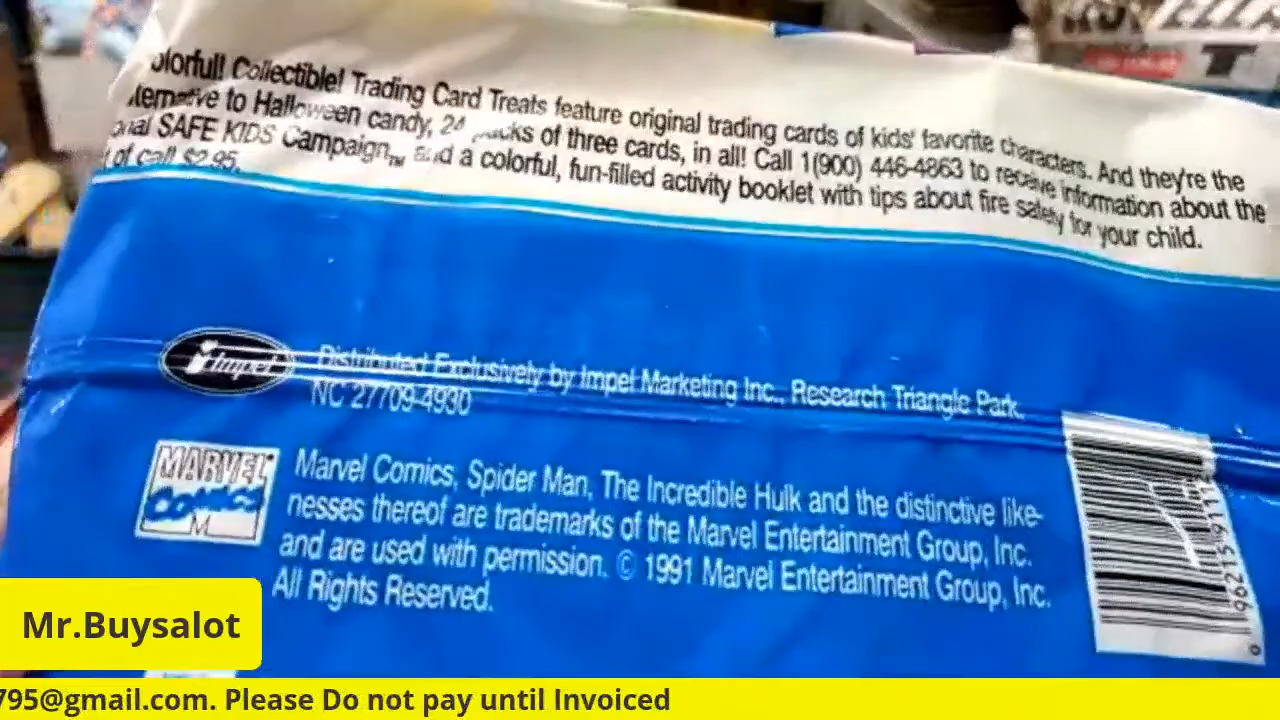 olorful! Collectible! Trading Card Treats feature original trading cards of kids' favorite characters. And they're the
lternative to Halloween candy, 24 packs of three cards, in all! Call 1(900) 446-4863 to receive information about the
onal SAFE KIDS Campaign™ and a colorful, fun-filled activity booklet with tips about fire safety for your child.
t of call $2.95.
Impel
Distributed Exclusively by Impel Marketing Inc., Research Triangle Park,
NC 27709-4930
MARVEL
COMICS
M
Marvel Comics, Spider Man, The Incredible Hulk and the distinctive like-
nesses thereof are trademarks of the Marvel Entertainment Group, Inc.
and are used with permission. © 1991 Marvel Entertainment Group, Inc.
All Rights Reserved.
Mr.Buysalot
795@gmail.com. Please Do not pay until Invoiced